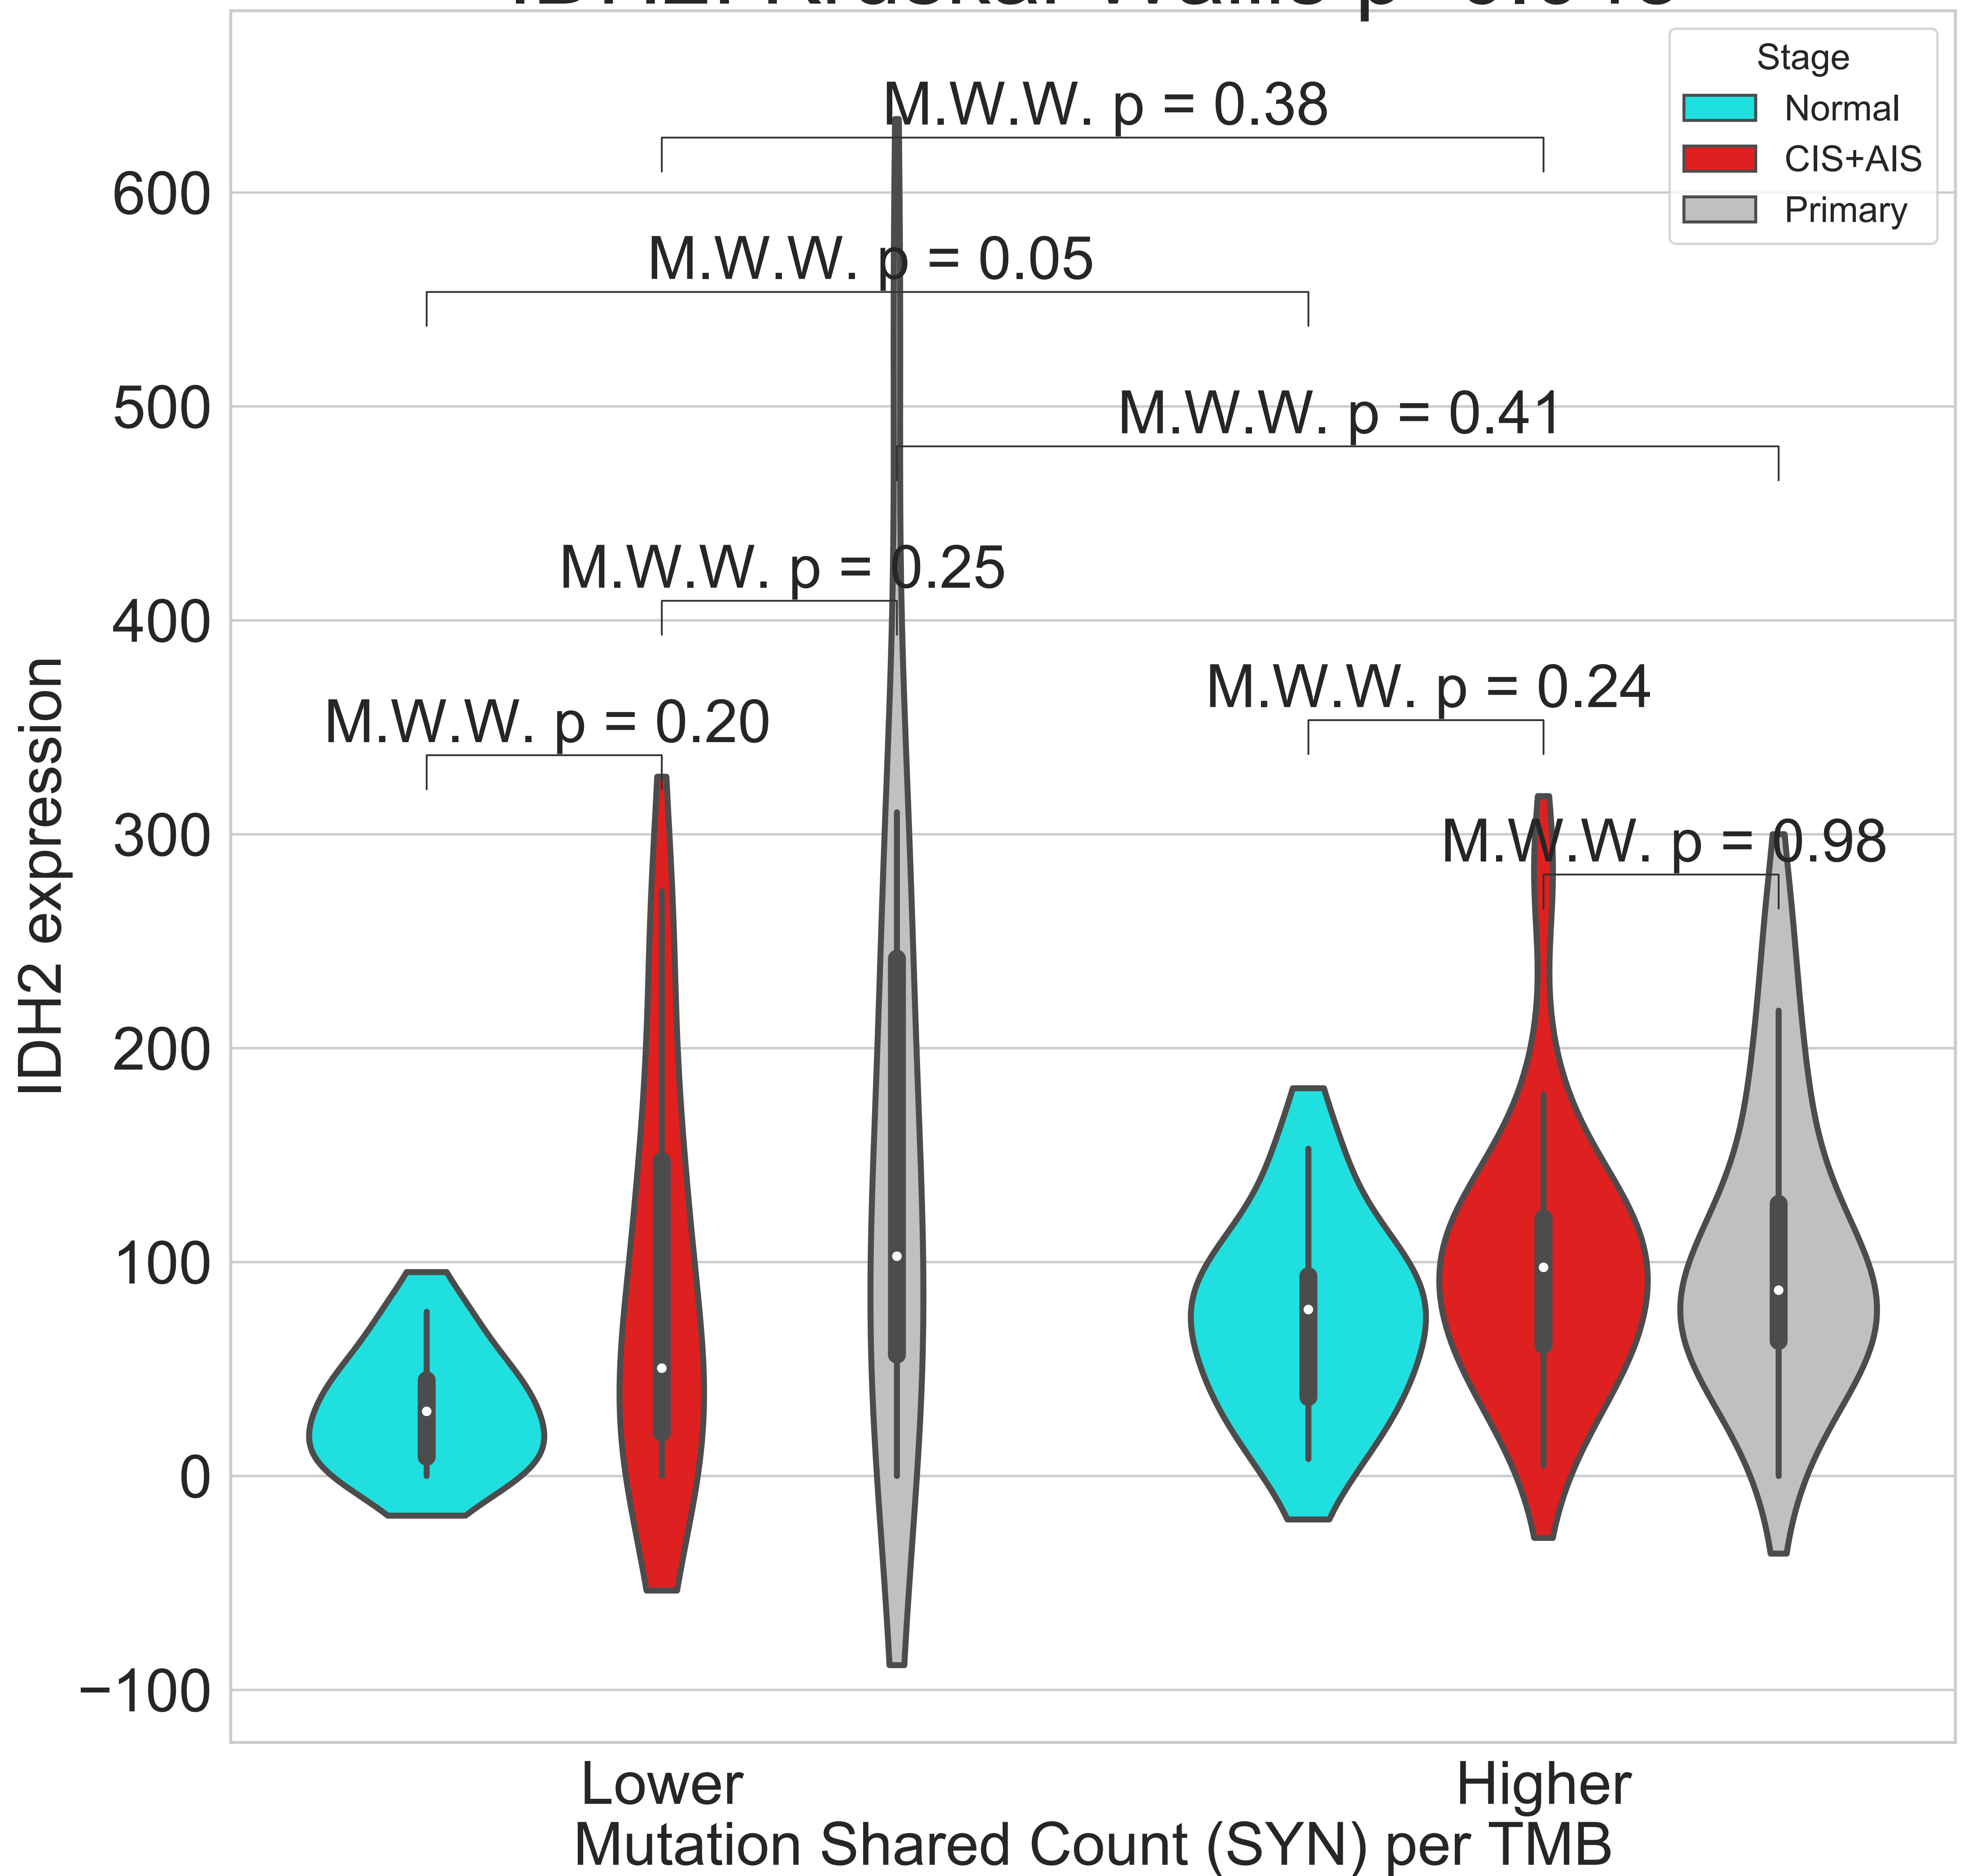 Stage
Normal
CIS+AIS
Primary
M.W.W. p = 0.38
M.W.W. p = 0.05
M.W.W. p = 0.41
M.W.W. p = 0.25
M.W.W. p = 0.24
M.W.W. p = 0.20
M.W.W. p = 0.98
600
500
400
300
200
100
0
−100
IDH2 expression
Lower
Higher
Mutation Shared Count (SYN) per TMB